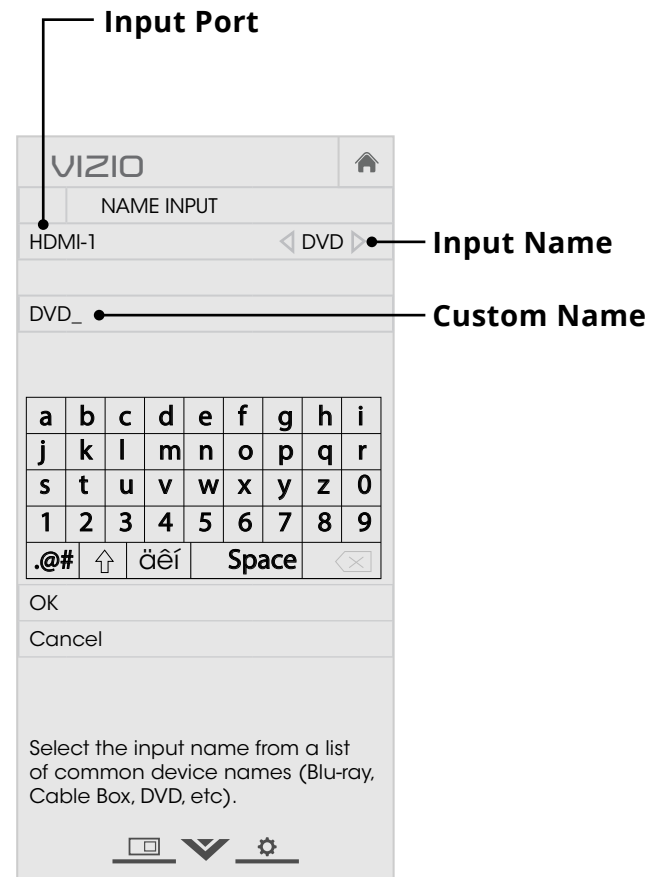 Input Port
VIZIO
NAME INPUT
HDMI-1 DVD Input Name
DVD_ Custom Name
a b c d e f g h i
j k l m n o p q r
s t u v w x y z 0
1 2 3 4 5 6 7 8 9
.@# äêí Space
OK
Cancel
Select the input name from a list
of common device names (Blu-ray,
Cable Box, DVD, etc).